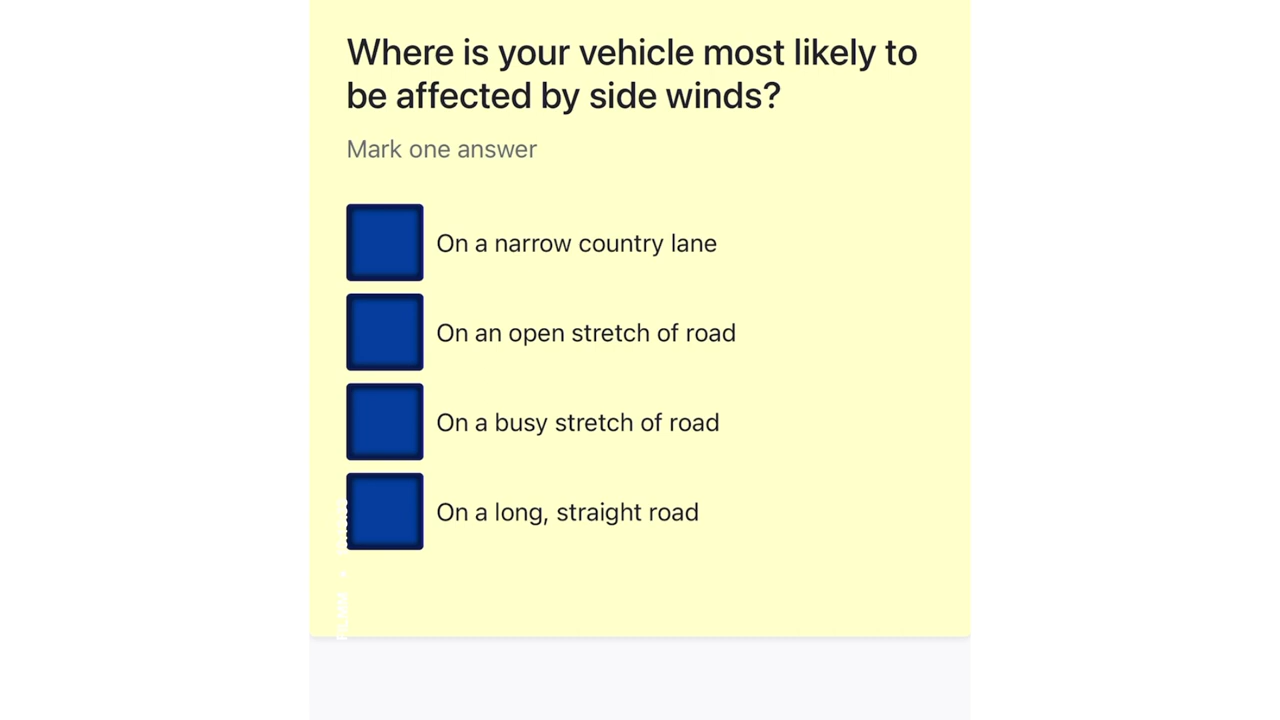 Where is your vehicle most likely to
be affected by side winds?
Mark one answer
On a narrow country lane
On an open stretch of road
On a busy stretch of road
On a long, straight road